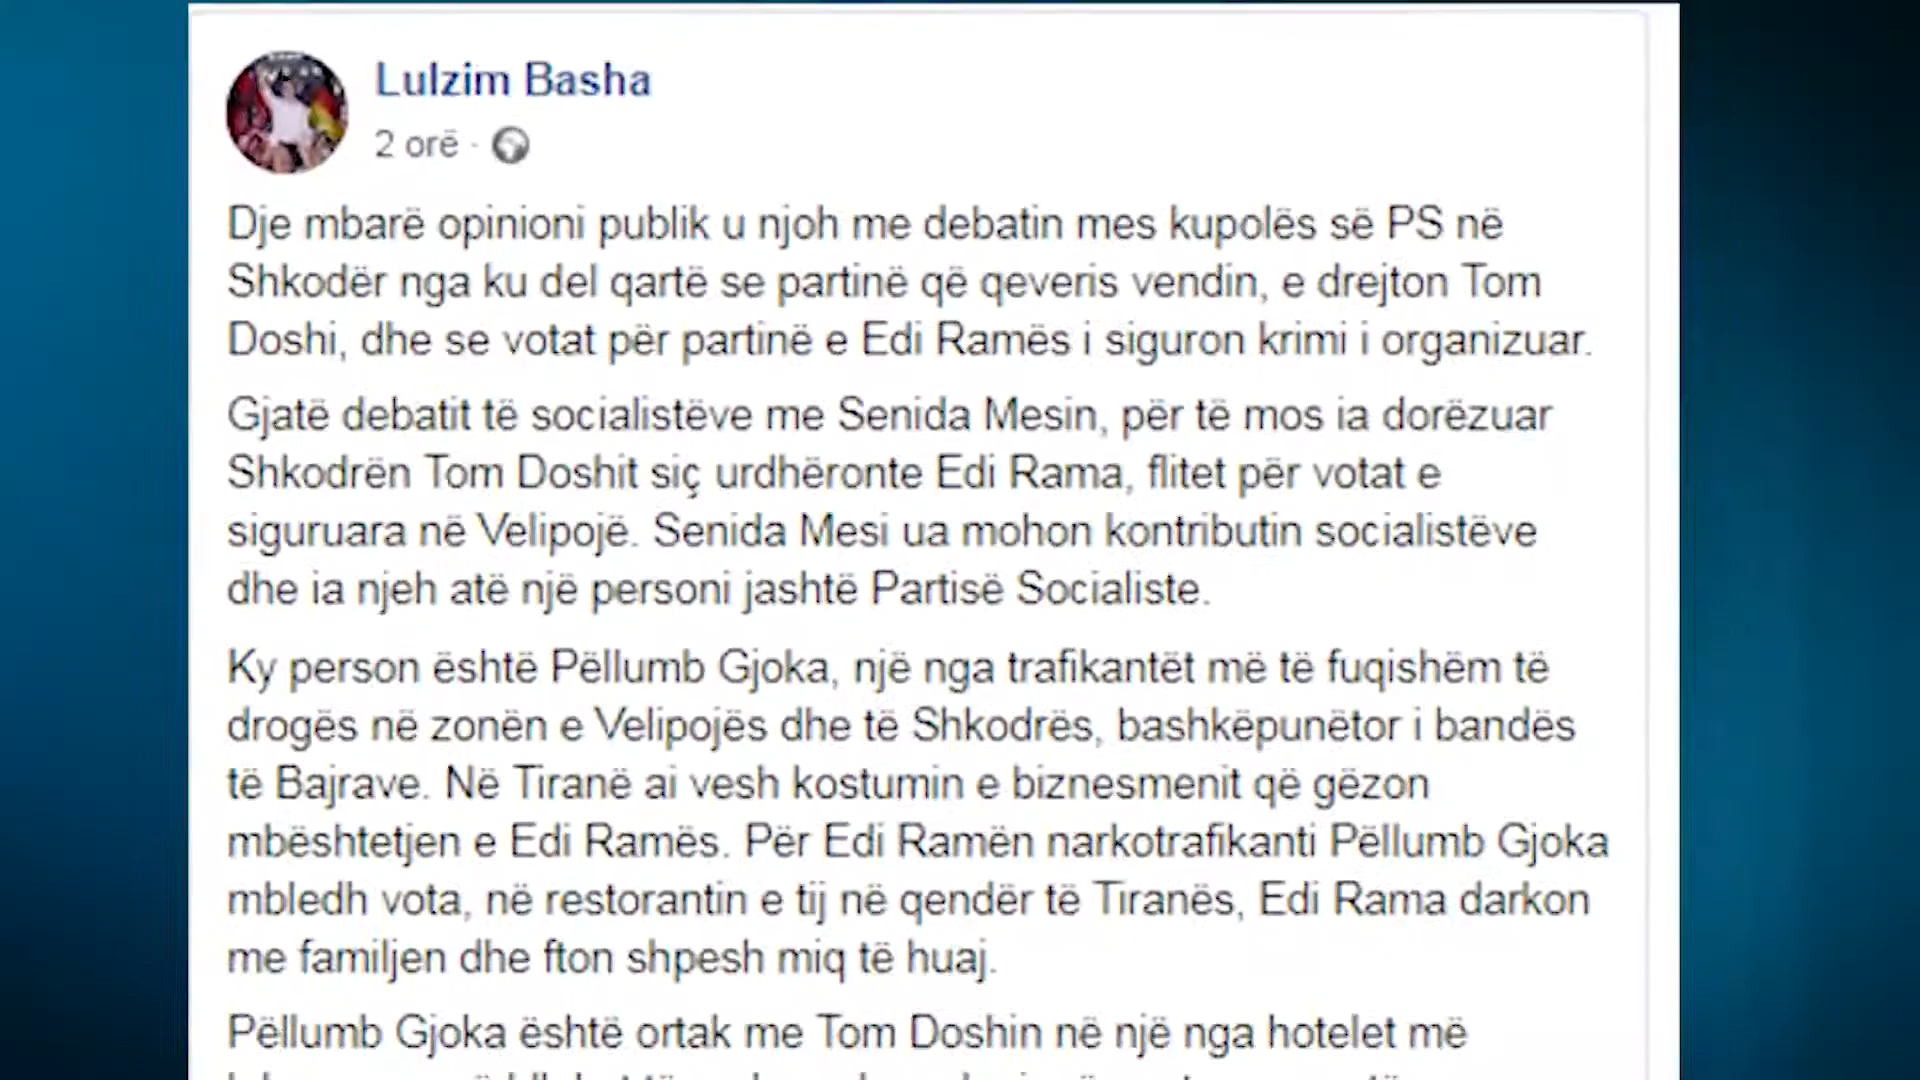 Lulzim Basha
2 orë ·
Dje mbarë opinioni publik u njoh me debatin mes kupolës së PS në
Shkodër nga ku del qartë se partinë që qeveris vendin, e drejton Tom
Doshi, dhe se votat për partinë e Edi Ramës i siguron krimi i organizuar.
Gjatë debatit të socialistëve me Senida Mesin, për të mos ia dorëzuar
Shkodrën Tom Doshit siç urdhëronte Edi Rama, flitet për votat e
siguruara në Velipojë. Senida Mesi ua mohon kontributin socialistëve
dhe ia njeh atë një personi jashtë Partisë Socialiste.
Ky person është Pëllumb Gjoka, një nga trafikantët më të fuqishëm të
drogës në zonën e Velipojës dhe të Shkodrës, bashkëpunëtor i bandës
të Bajrave. Në Tiranë ai vesh kostumin e biznesmenit që gëzon
mbështetjen e Edi Ramës. Për Edi Ramën narkotrafikanti Pëllumb Gjoka
mbledh vota, në restorantin e tij në qendër të Tiranës, Edi Rama darkon
me familjen dhe fton shpesh miq të huaj.
Pëllumb Gjoka është ortak me Tom Doshin në një nga hotelet më